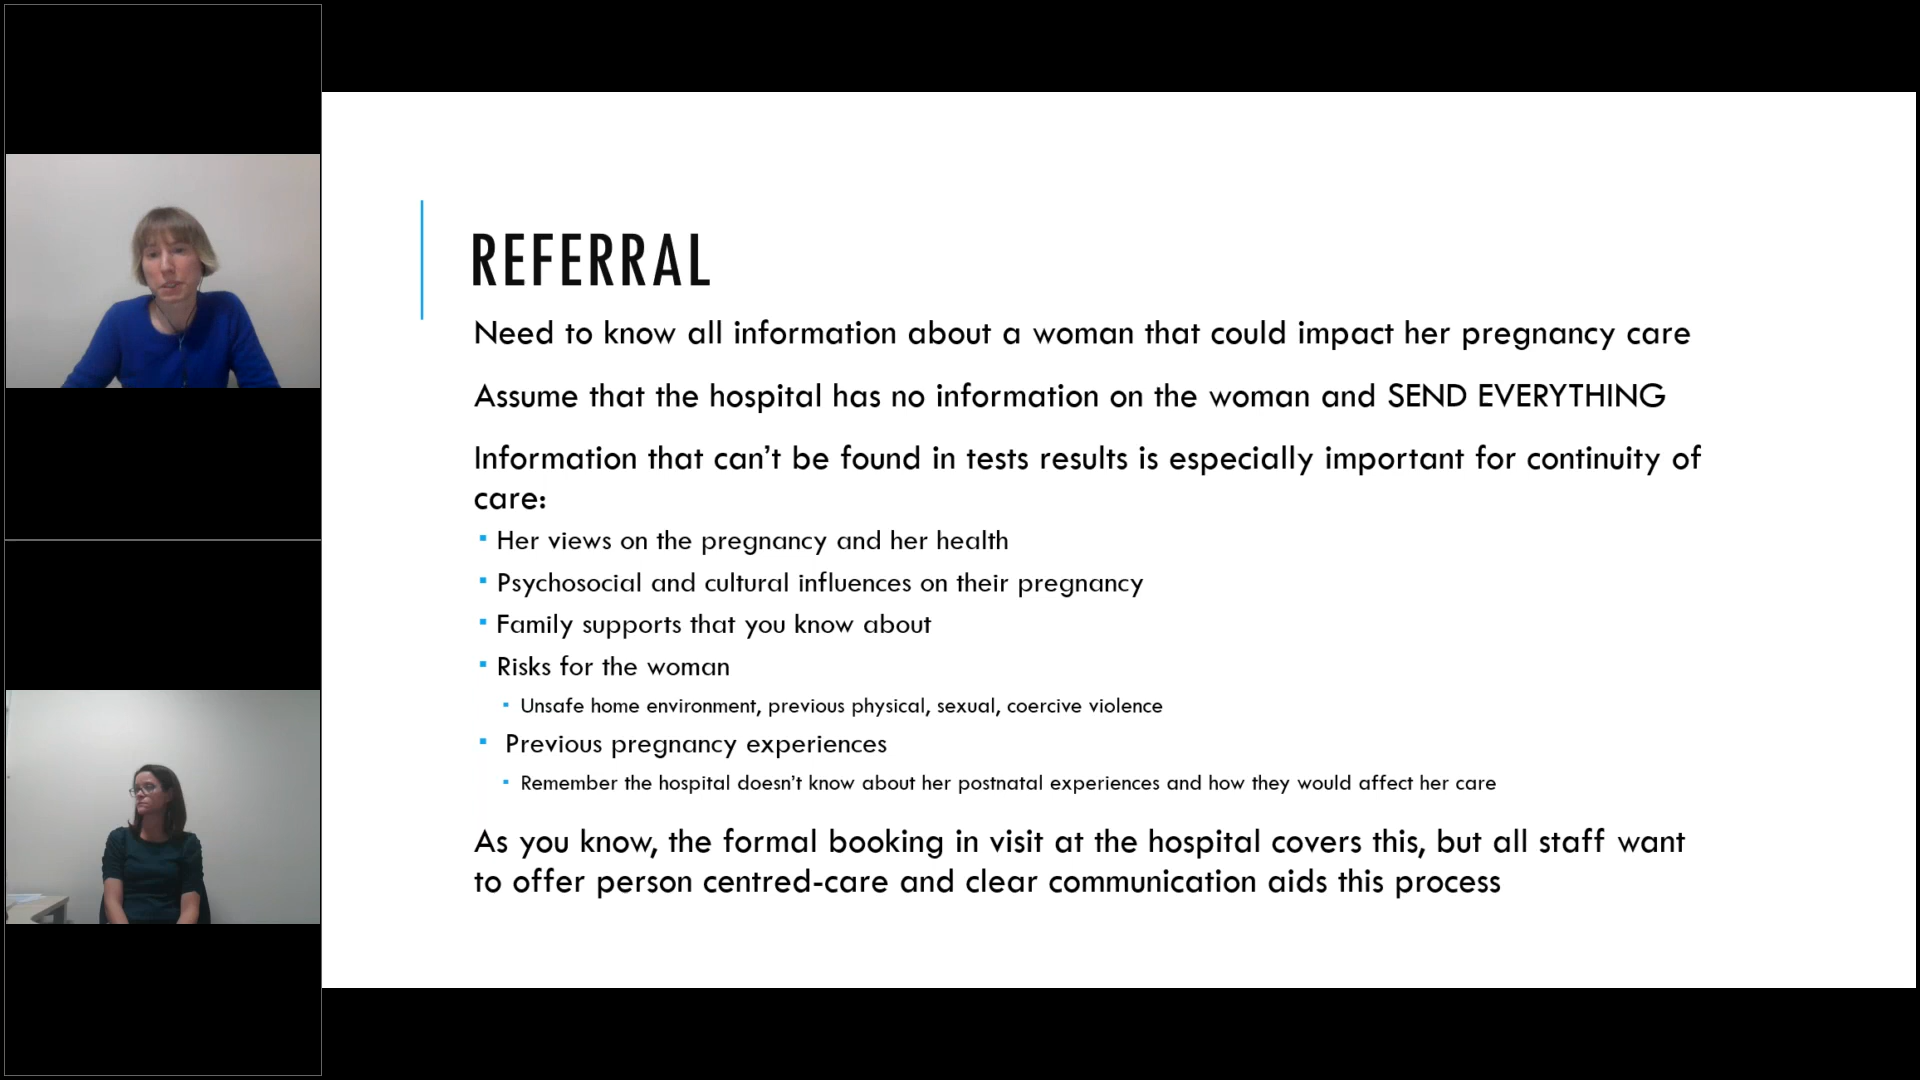 REFERRAL
Need to know all information about a woman that could impact her pregnancy care
Assume that the hospital has no information on the woman and SEND EVERYTHING
Information that can't be found in tests results is especially important for continuity of
care:
▪ Her views on the pregnancy and her health
▪ Psychosocial and cultural influences on their pregnancy
▪ Family supports that you know about
▪ Risks for the woman
▪ Unsafe home environment, previous physical, sexual, coercive violence
▪ Previous pregnancy experiences
▪ Remember the hospital doesn't know about her postnatal experiences and how they would affect her care
As you know, the formal booking in visit at the hospital covers this, but all staff want
to offer person centred-care and clear communication aids this process